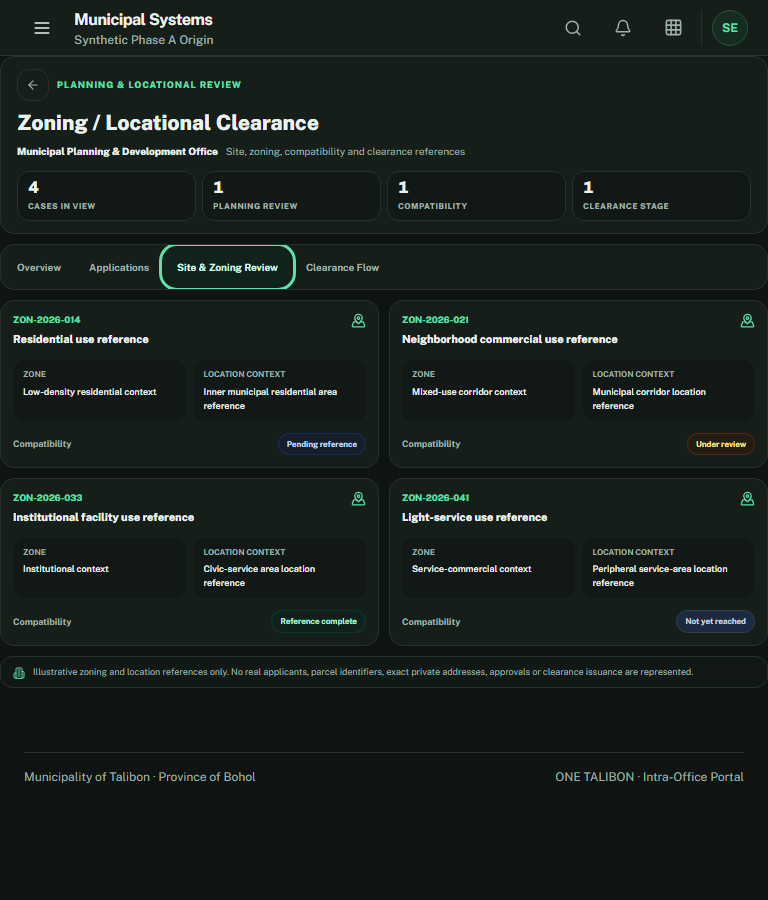 Municipal Systems
Synthetic Phase A Origin
SE
PLANNING & LOCATIONAL REVIEW
Zoning / Locational Clearance
Municipal Planning & Development Office Site, zoning, compatibility and clearance references
4
CASES IN VIEW
1
PLANNING REVIEW
1
COMPATIBILITY
1
CLEARANCE STAGE
Overview Applications Site & Zoning Review Clearance Flow
ZON-2026-014
Residential use reference
ZONE
Low-density residential context
LOCATION CONTEXT
Inner municipal residential area
reference
Compatibility
Pending reference
ZON-2026-021
Neighborhood commercial use reference
ZONE
Mixed-use corridor context
LOCATION CONTEXT
Municipal corridor location
reference
Compatibility
Under review
ZON-2026-033
Institutional facility use reference
ZONE
Institutional context
LOCATION CONTEXT
Civic-service area location
reference
Compatibility
Reference complete
ZON-2026-041
Light-service use reference
ZONE
Service-commercial context
LOCATION CONTEXT
Peripheral service-area location
reference
Compatibility
Not yet reached
Illustrative zoning and location references only. No real applicants, parcel identifiers, exact private addresses, approvals or clearance issuance are represented.
Municipality of Talibon · Province of Bohol
ONE TALIBON · Intra-Office Portal